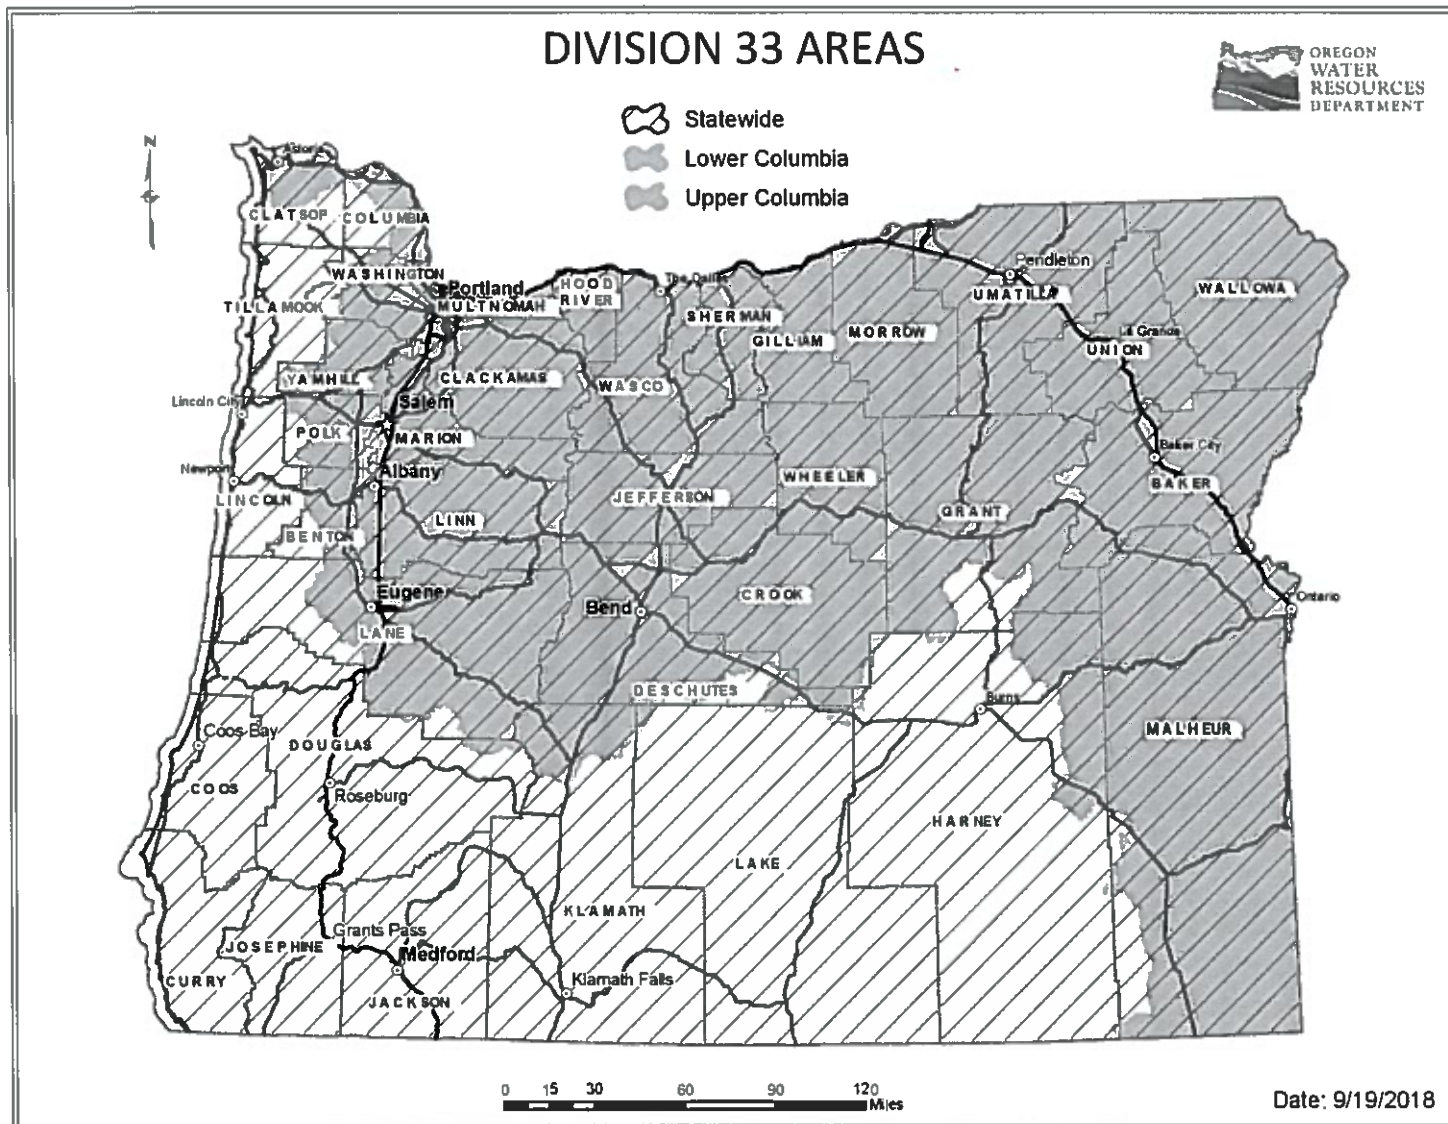 DIVISION 33 AREAS
OREGON
WATER
RESOURCES
DEPARTMENT
Statewide
Lower Columbia
Upper Columbia
N
Astoria
CLATSOP
COLUMBIA
WASHINGTON
Portland
MULTNOMAH
HOOD
RIVER
The Dalles
Pendleton
UMATILLA
WALLOWA
TILLAMOOK
SHERMAN
GILLIAM
MORROW
La Grande
UNION
YAMHILL
CLACKAMAS
WASCO
Lincoln City
Salem
POLK
MARION
Baker City
Newport
Albany
WHEELER
BAKER
LINCOLN
JEFFERSON
GRANT
LINN
BENTON
Eugene
Bend
CROOK
Ontario
LANE
DESCHUTES
Burns
Coos Bay
DOUGLAS
MALHEUR
COOS
Roseburg
HARNEY
LAKE
KLAMATH
Grants Pass
JOSEPHINE
Medford
CURRY
Klamath Falls
JACKSON
0 15 30 60 90 120
Miles
Date: 9/19/2018